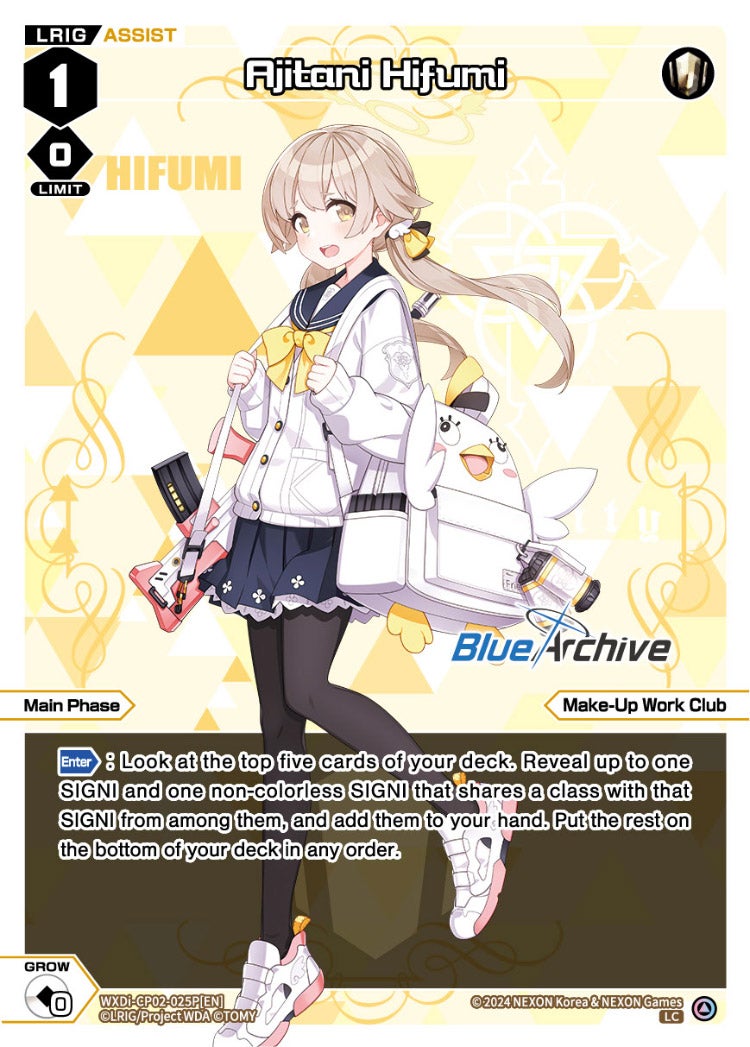 LRIG ASSIST
1
Ajitani Hifumi
0
LIMIT
HIFUMI
Blue Archive
Main Phase
Make-Up Work Club
Enter : Look at the top five cards of your deck. Reveal up to one
SIGNI and one non-colorless SIGNI that shares a class with that
SIGNI from among them, and add them to your hand. Put the rest on
the bottom of your deck in any order.
GROW
0
WXDi-CP02-025P[EN]
©LRIG/Project WDA ©TOMY
©2024 NEXON Korea & NEXON Games
LC